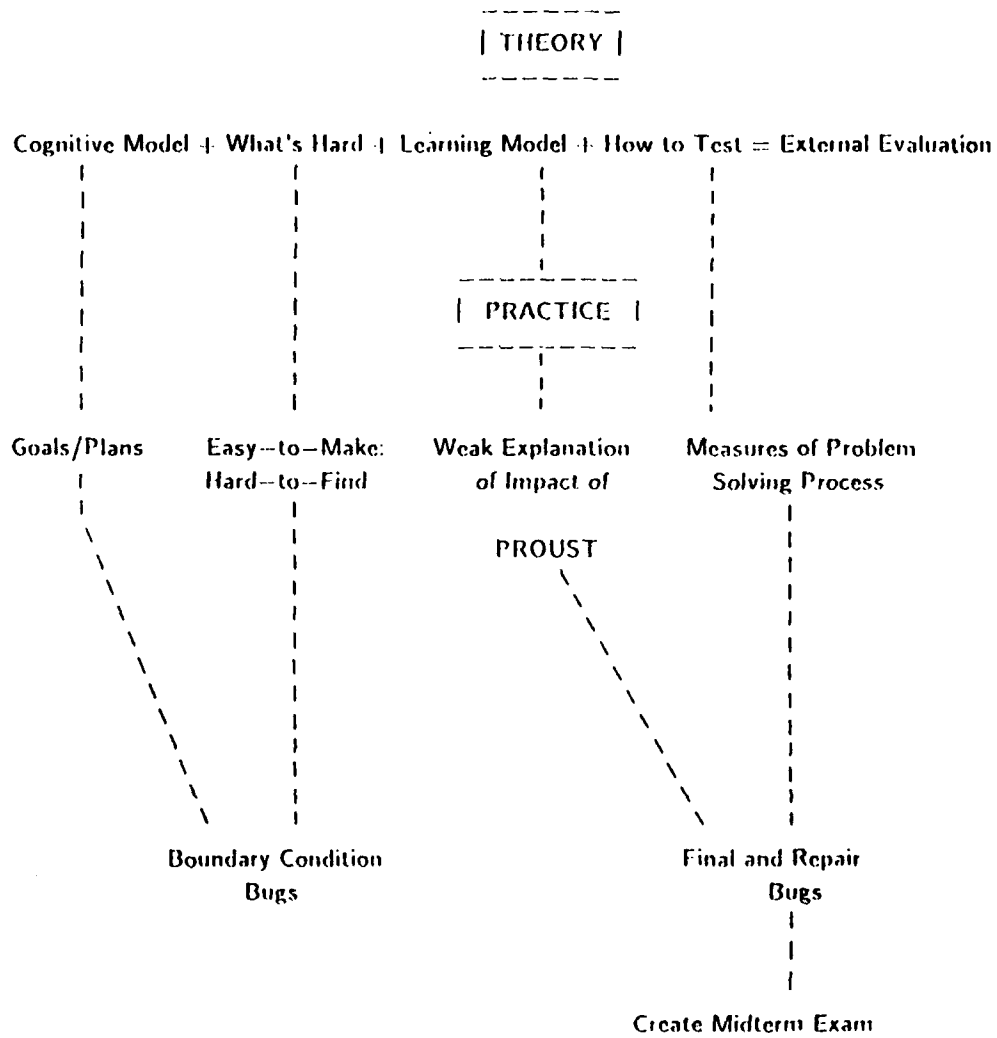 | THEORY |
Cognitive Model + What's Hard + Learning Model + How to Test = External Evaluation
| PRACTICE |
Goals/Plans Easy--to--Make: Weak Explanation Measures of Problem
Hard--to--Find of Impact of Solving Process
PROUST
Boundary Condition Final and Repair
Bugs Bugs
Create Midterm Exam